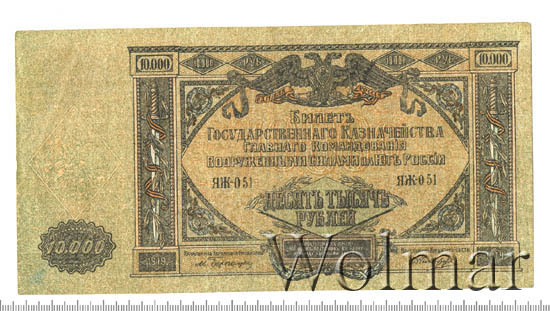 10.000 10.000
БИЛЕТЪ
ГОСУДАРСТВЕННАГО КАЗНАЧЕЙСТВА
ГЛАВНАГО КОМАНДОВАНІЯ
ВООРУЖЕННЫМИ СИЛАМИ НА ЮГѢ РОССІИ
ЯЖ-051 ЯЖ-051
ДЕСЯТЬ ТЫСЯЧЪ
РУБЛЕЙ
10.000
1919
Wolmar